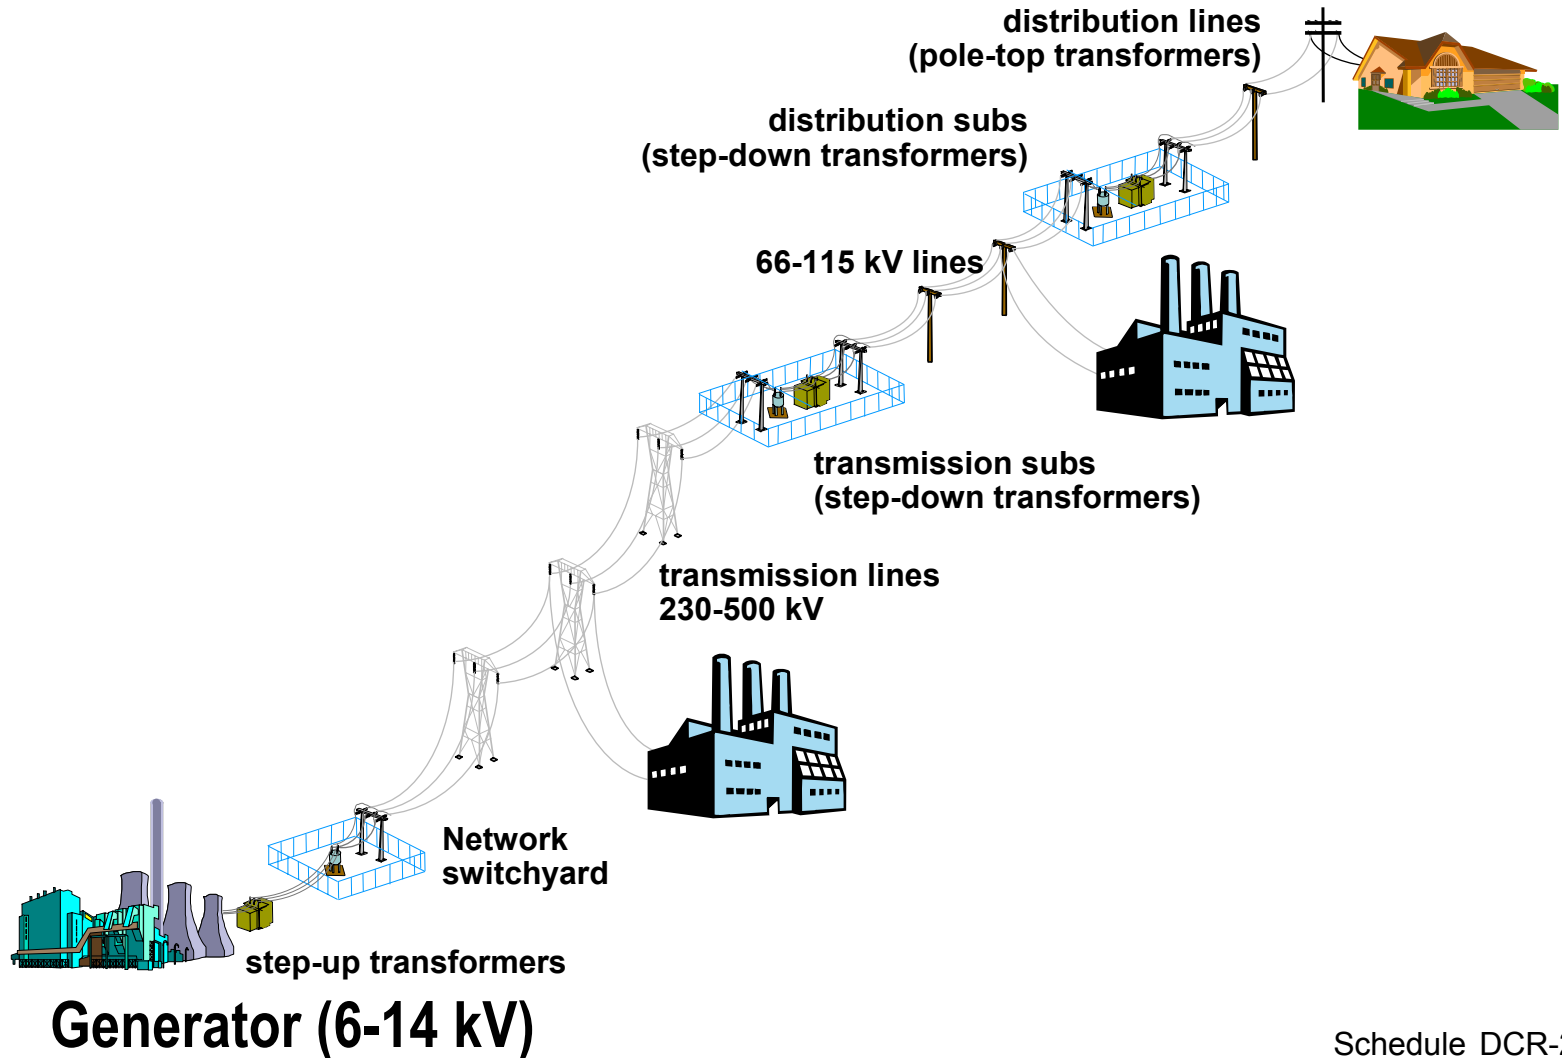 distribution lines
(pole-top transformers)
distribution subs
(step-down transformers)
66-115 kV lines
transmission subs
(step-down transformers)
transmission lines
230-500 kV
Network
switchyard
step-up transformers
Generator (6-14 kV)
Schedule DCR-